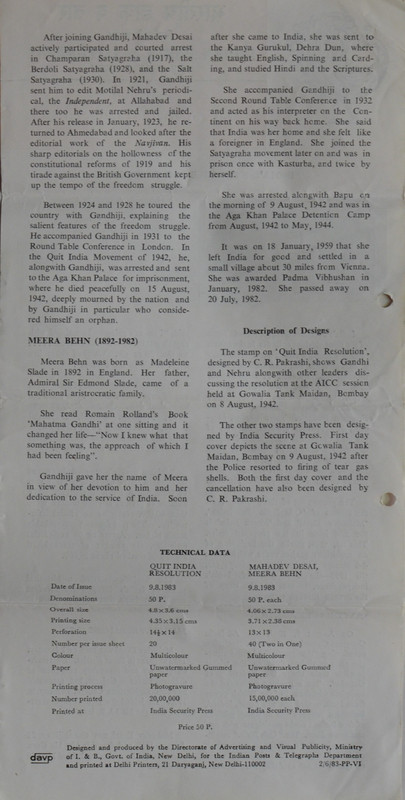 After joining Gandhiji, Mahadev Desai
actively participated and courted arrest
in Champaran Satyagraha (1917), the
Berdoli Satyagraha (1928), and the Salt
Satyagraha (1930). In 1921, Gandhiji
sent him to edit Motilal Nehru's periodi-
cal, the Independent, at Allahabad and
there too he was arrested and jailed.
After his release in January, 1923, he re-
turned to Ahmedabad and looked after the
editorial work of the Navjivan. His
sharp editorials on the hollowness of the
constitutional reforms of 1919 and his
tirade against the British Government kept
up the tempo of the freedom struggle.
Between 1924 and 1928 he toured the
country with Gandhiji, explaining the
salient features of the freedom struggle.
He accompanied Gandhiji in 1931 to the
Round Table Conference in London. In
the Quit India Movement of 1942, he,
alongwith Gandhiji, was arrested and sent
to the Aga Khan Palace for imprisonment,
where he died peacefully on 15 August,
1942, deeply mourned by the nation and
by Gandhiji in particular who conside-
red himself an orphan.
MEERA BEHN (1892-1982)
Meera Behn was born as Madeleine
Slade in 1892 in England. Her father,
Admiral Sir Edmond Slade, came of a
traditional aristrocratic family.
She read Romain Rolland's Book
'Mahatma Gandhi' at one sitting and it
changed her life—"Now I knew what that
something was, the approach of which I
had been feeling".
Gandhiji gave her the name of Meera
in view of her devotion to him and her
dedication to the service of India. Soon
after she came to India, she was sent to
the Kanya Gurukul, Dehra Dun, where
she taught English, Spinning and Card-
ing, and studied Hindi and the Scriptures.
She accompanied Gandhiji to the
Second Round Table Conference in 1932
and acted as his interpreter on the Con-
tinent on his way back home. She said
that India was her home and she felt like
a foreigner in England. She joined the
Satyagraha movement later on and was in
prison once with Kasturba, and twice by
herself.
She was arrested alongwith Bapu on
the morning of 9 August, 1942 and was in
the Aga Khan Palace Detention Camp
from August, 1942 to May, 1944.
It was on 18 January, 1959 that she
left India for good and settled in a
small village about 30 miles from Vienna.
She was awarded Padma Vibhushan in
January, 1982. She passed away on
20 July, 1982.
Description of Designs
The stamp on 'Quit India Resolution',
designed by C. R. Pakrashi, shows Gandhi
and Nehru alongwith other leaders dis-
cussing the resolution at the AICC session
held at Gowalia Tank Maidan, Bombay
on 8 August, 1942.
The other two stamps have been desig-
ned by India Security Press. First day
cover depicts the scene at Gowalia Tank
Maidan, Bombay on 9 August, 1942 after
the Police resorted to firing of tear gas
shells. Both the first day cover and the
cancellation have also been designed by
C. R. Pakrashi.
TECHNICAL DATA
QUIT INDIA RESOLUTION MAHADEV DESAI, MEERA BEHN
Date of Issue 9.8.1983 9.8.1983
Denominations 50 P. 50 P. each
Overall size 4.8 x 3.6 cms 4.06 x 2.73 cms
Printing size 4.35 x 3.15 cms 3.71 x 2.38 cms
Perforation 14½ x 14 13 x 13
Number per issue sheet 20 40 (Two in One)
Colour Multicolour Multicolour
Paper Unwatermarked Gummed paper Unwatermarked Gummed paper
Printing process Photogravure Photogravure
Number printed 20,00,000 15,00,000 each
Printed at India Security Press India Security Press
Price 50 P.
davp
Designed and produced by the Directorate of Advertising and Visual Publicity, Ministry
of I. & B., Govt. of India, New Delhi, for the Indian Posts & Telegraphs Department
and printed at Delhi Printers, 21 Daryaganj, New Delhi-110002 2/6/83-PP-VI